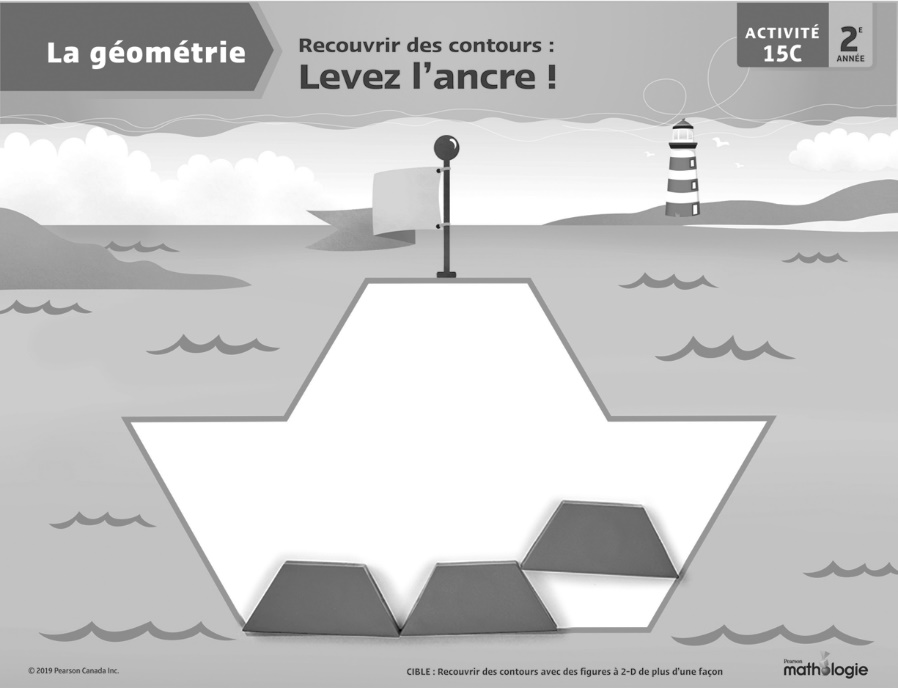 La géométrie
Recouvrir des contours :
Levez l’ancre !
ACTIVITÉ
15C
2E
ANNÉE
© 2019 Pearson Canada Inc.
CIBLE : Recouvrir des contours avec des figures à 2-D de plus d’une façon
Pearson
mathologie